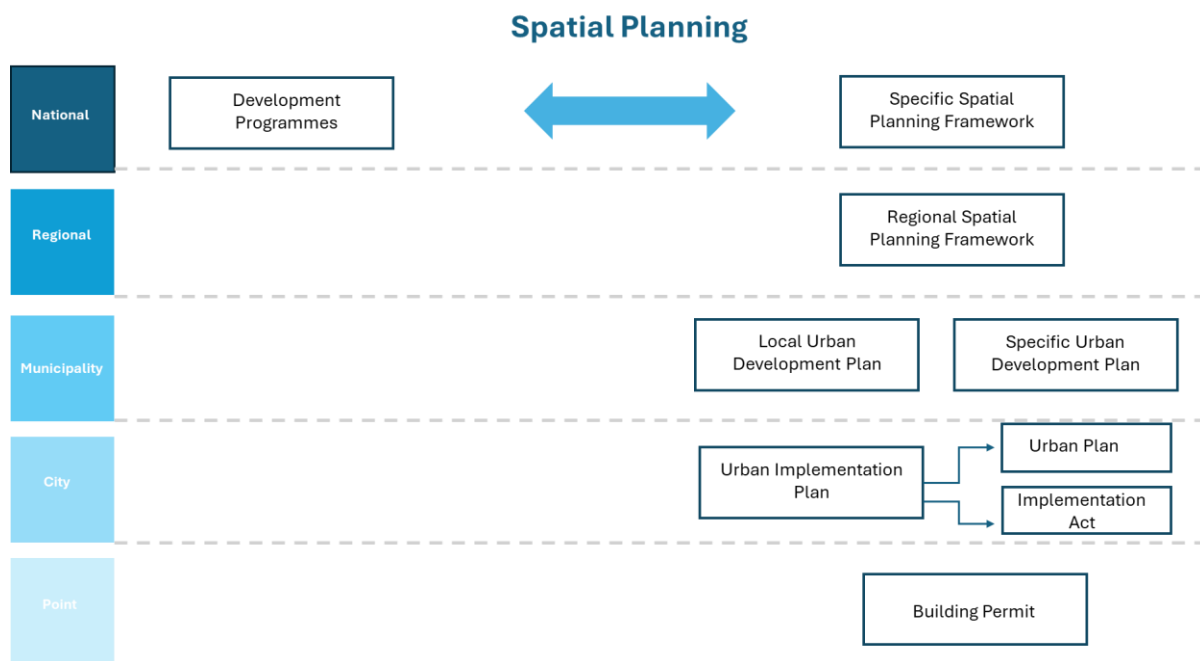 Spatial Planning
National
Development
Programmes
Specific Spatial
Planning Framework
Regional
Regional Spatial
Planning Framework
Municipality
Local Urban
Development Plan
Specific Urban
Development Plan
City
Urban Implementation
Plan
Urban Plan
Implementation
Act
Point
Building Permit